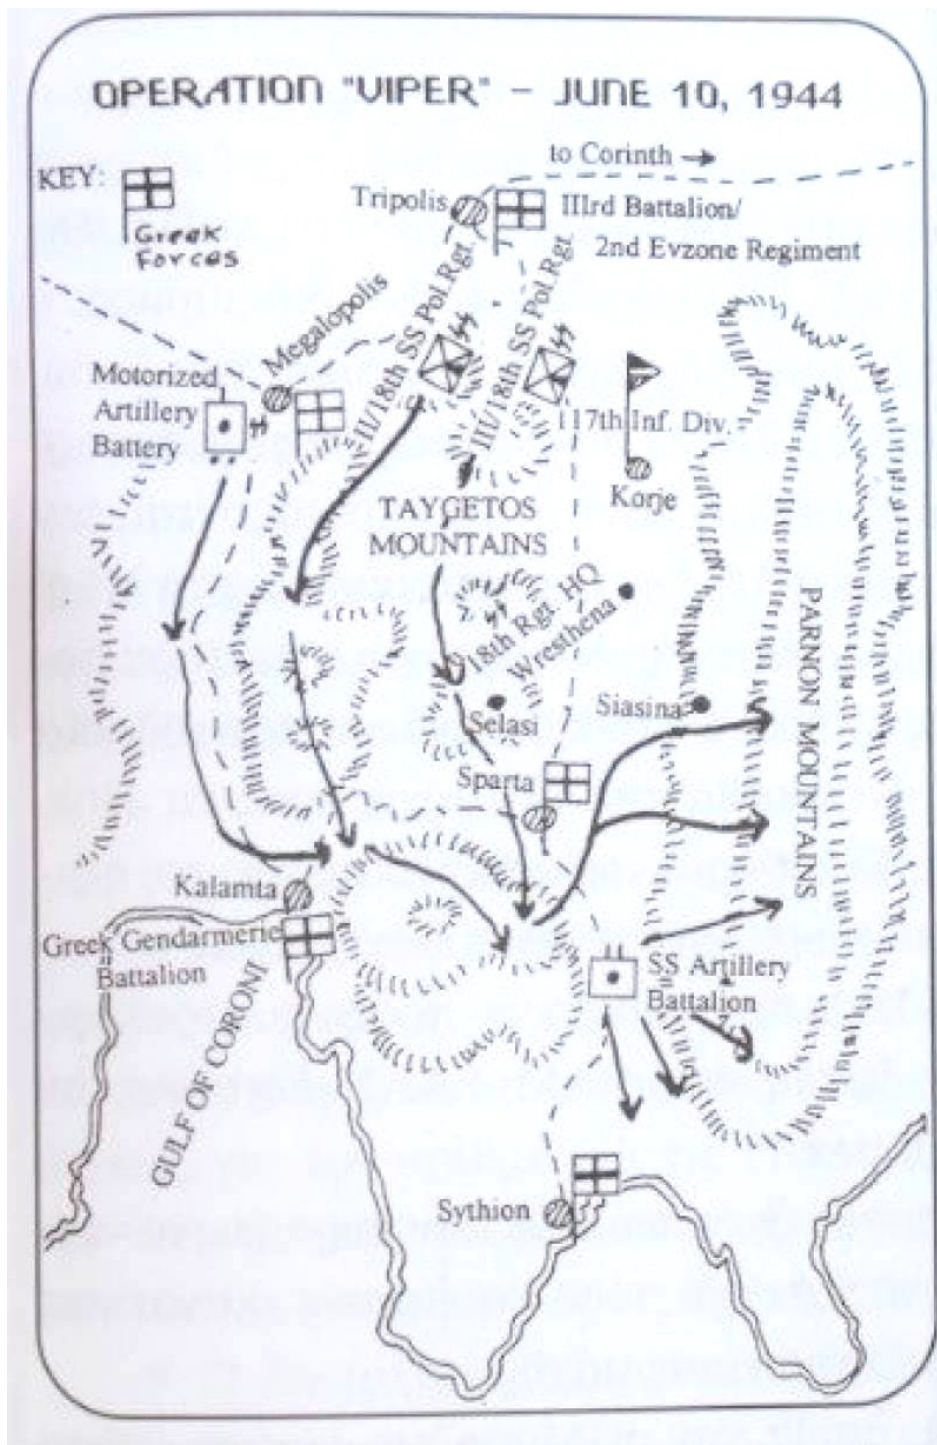 OPERATION "VIPER" - JUNE 10, 1944
to Corinth →
KEY:
Greek
Forces
Tripolis
IIIrd Battalion/
2nd Evzone Regiment
Megalopolis
II/18th SS Pol.Rgt.
III/18th SS Pol.Rgt.
Motorized
Artillery
Battery
117th Inf. Div.
Korje
TAYGETOS
MOUNTAINS
18th Rgt. HQ
Wresthena
Selasi
Siasina
PARNON MOUNTAINS
Sparta
Kalamta
Greek Gendarmerie
Battalion
SS Artillery
Battalion
GULF OF CORONI
Sythion